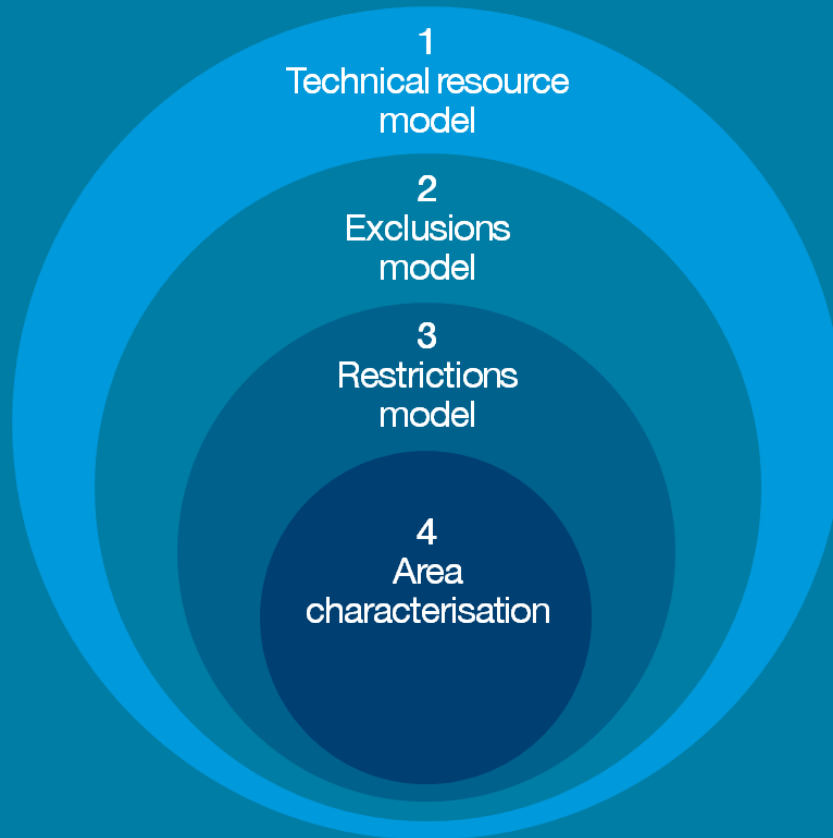 1
Technical resource
model
2
Exclusions
model
3
Restrictions
model
4
Area
characterisation